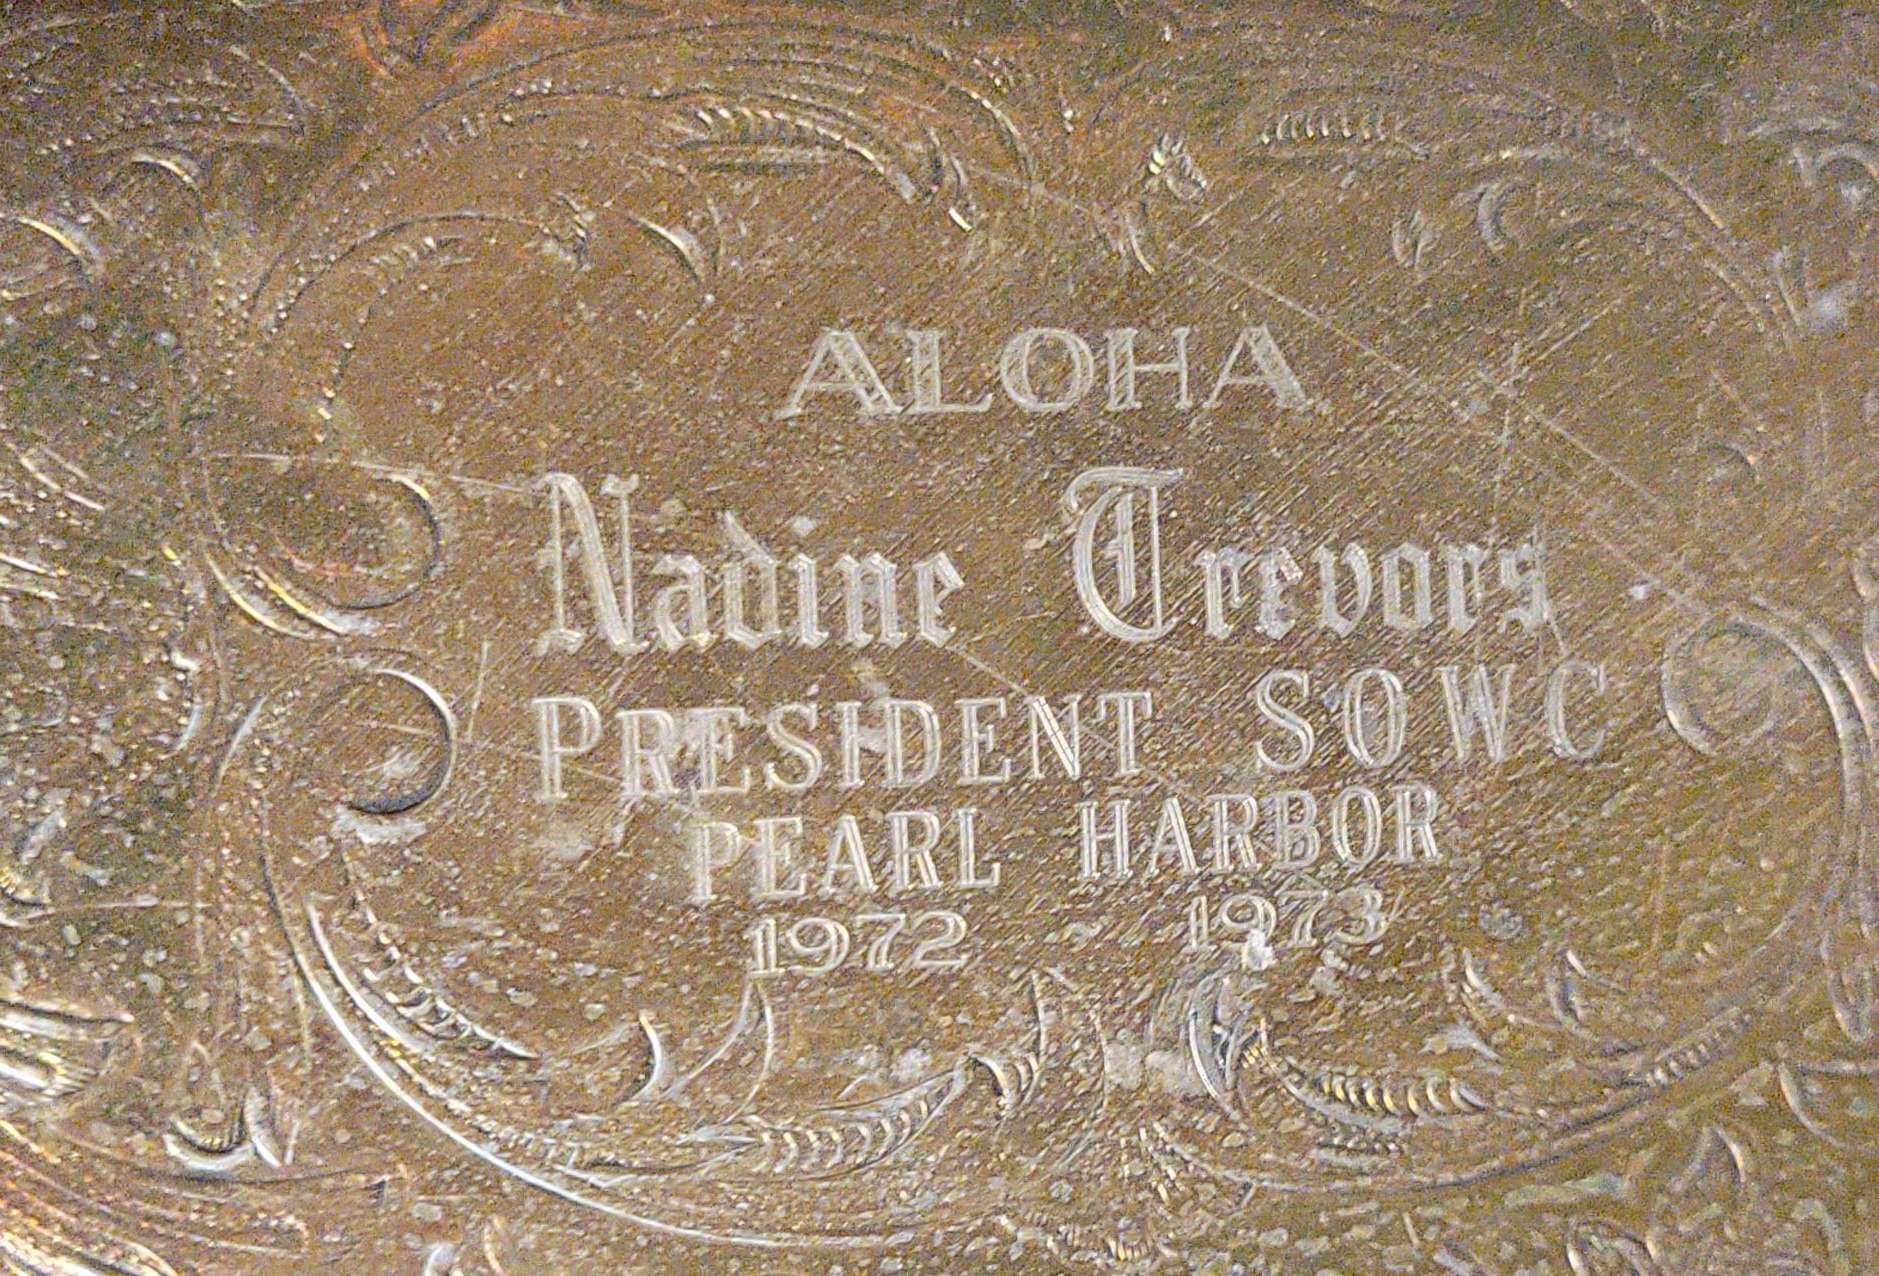 ALOHA
Nadine Trevors
PRESIDENT SOWC
PEARL HARBOR
1972 1973